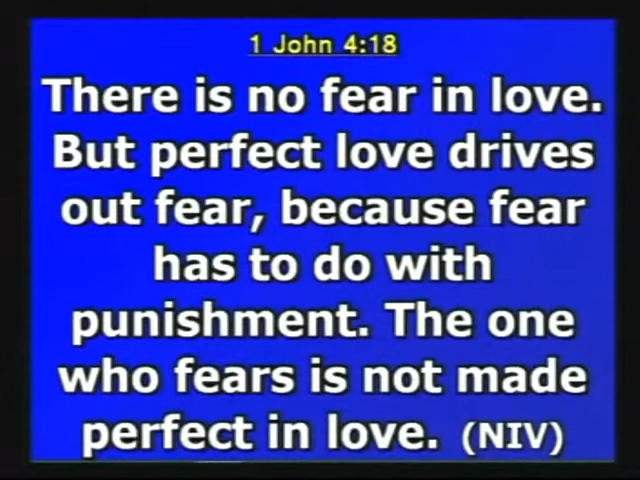 1 John 4:18
There is no fear in love.
But perfect love drives
out fear, because fear
has to do with
punishment. The one
who fears is not made
perfect in love. (NIV)